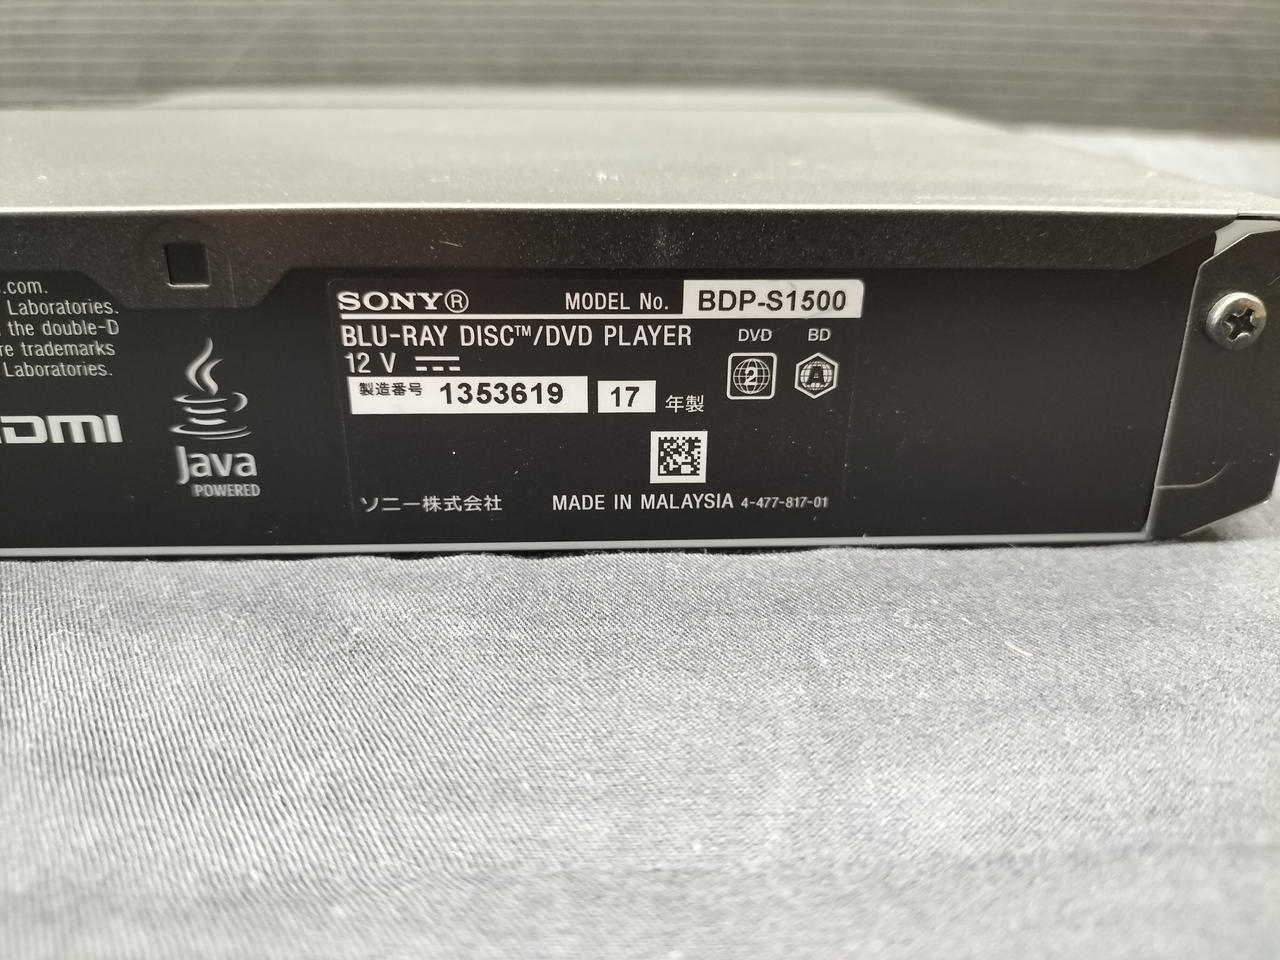 .com.
Laboratories.
the double-D
re trademarks
Laboratories.
HDMI
Java
POWERED
SONY® MODEL No. BDP-S1500
BLU-RAY DISC™/DVD PLAYER DVD BD
12 V
2 A
製造番号 1353619 17 年製
ソニー株式会社 MADE IN MALAYSIA 4-477-817-01